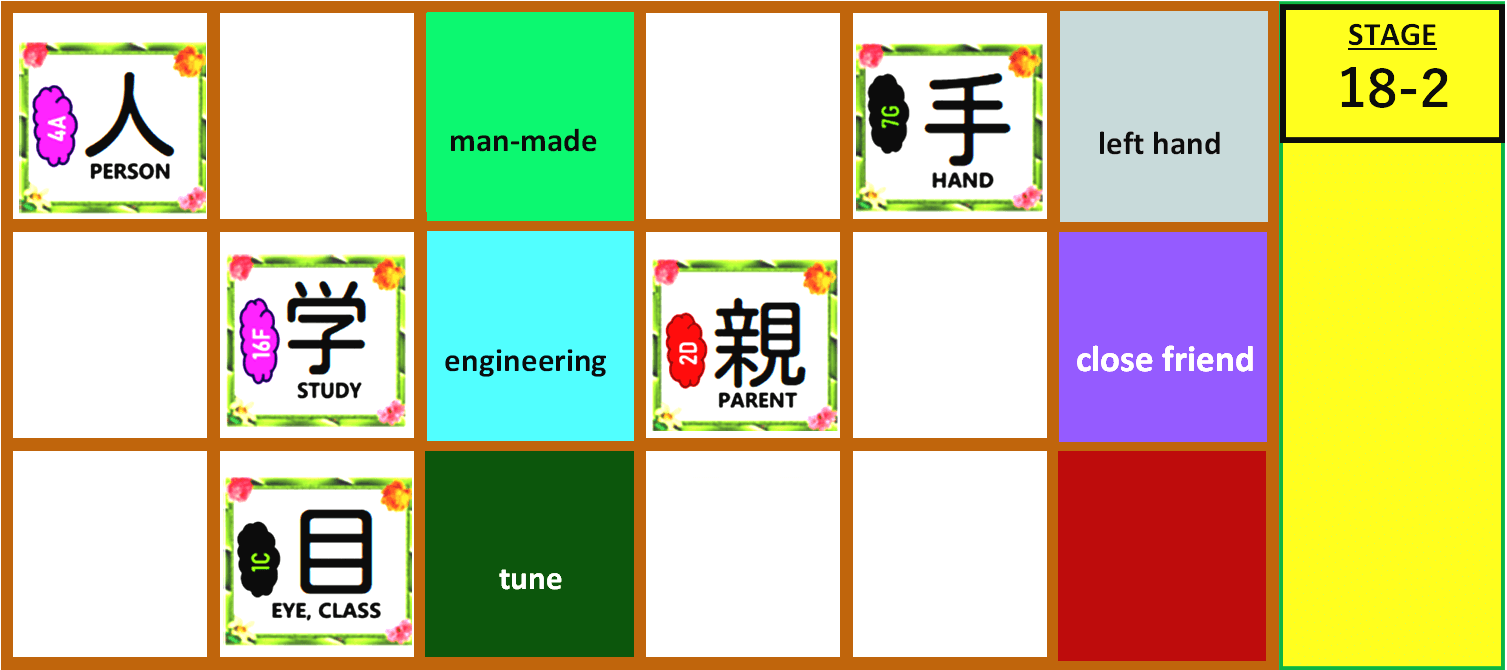 4A
人
PERSON
man-made
7G
手
HAND
left hand
STAGE
18-2
16F
学
STUDY
engineering
2D
親
PARENT
close friend
1C
目
EYE, CLASS
tune